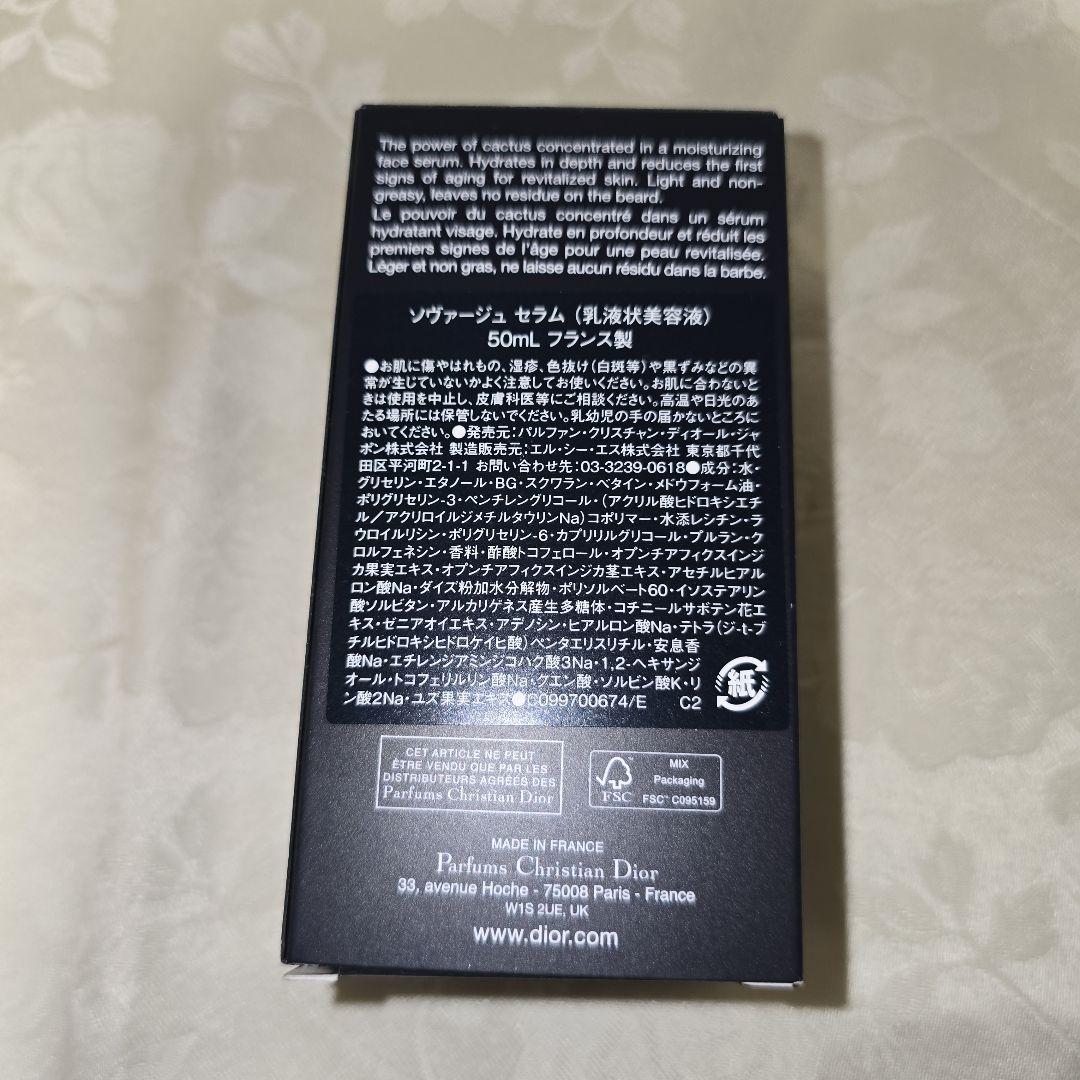 The power of cactus concentrated in a moisturizing
face serum. Hydrates in depth and reduces the first
signs of aging for revitalized skin. Light and non-
greasy, leaves no residue on the beard.
Le pouvoir du cactus concentré dans un sérum
hydratant visage. Hydrate en profondeur et réduit les
premiers signes de l'âge pour une peau revitalisée.
Léger et non gras, ne laisse aucun résidu dans la barbe.
ソヴァージュ セラム（乳液状美容液）
50mL フランス製
●お肌に傷やはれもの、湿疹、色抜け（白斑等）や黒ずみなどの異
常が生じていないかよく注意してお使いください。お肌に合わないと
きは使用を中止し、皮膚科医等にご相談ください。高温や日光のあ
たる場所には保管しないでください。乳幼児の手の届かないところに
おいてください。●発売元：パルファン・クリスチャン・ディオール・ジャ
ポン株式会社 製造販売元：エル・シー・エス株式会社 東京都千代
田区平河町2-1-1 お問い合わせ先：03-3239-0618●成分：水・
グリセリン・エタノール・BG・スクワラン・ベタイン・メドウフォーム油・
ポリグリセリン-3・ペンチレングリコール・（アクリル酸ヒドロキシエチ
ル／アクリロイルジメチルタウリンNa）コポリマー・水添レシチン・ラ
ウロイルリシン・ポリグリセリン-6・カプリリルグリコール・プルラン・ク
ロルフェネシン・香料・酢酸トコフェロール・オプンチアフィクスインジ
カ果実エキス・オプンチアフィクスインジカ茎エキス・アセチルヒアル
ロン酸Na・ダイズ粉加水分解物・ポリソルベート60・イソステアリン
酸ソルビタン・アルカリゲネス産生多糖体・コチニールサボテン花エ
キス・ゼニアオイエキス・アデノシン・ヒアルロン酸Na・テトラ（ジ-t-ブ
チルヒドロキシヒドロケイヒ酸）ペンタエリスリチル・安息香
酸Na・エチレンジアミンジコハク酸3Na・1,2-ヘキサンジ
オール・トコフェリルリン酸Na・クエン酸・ソルビン酸K・リ
ン酸2Na・ユズ果実エキス●C099700674/E C2
紙
CET ARTICLE NE PEUT
ÊTRE VENDU QUE PAR LES
DISTRIBUTEURS AGRÉÉS DES
Parfums Christian Dior
FSC
MIX
Packaging
FSC™ C095159
MADE IN FRANCE
Parfums Christian Dior
33, avenue Hoche - 75008 Paris - France
W1S 2UE, UK
www.dior.com